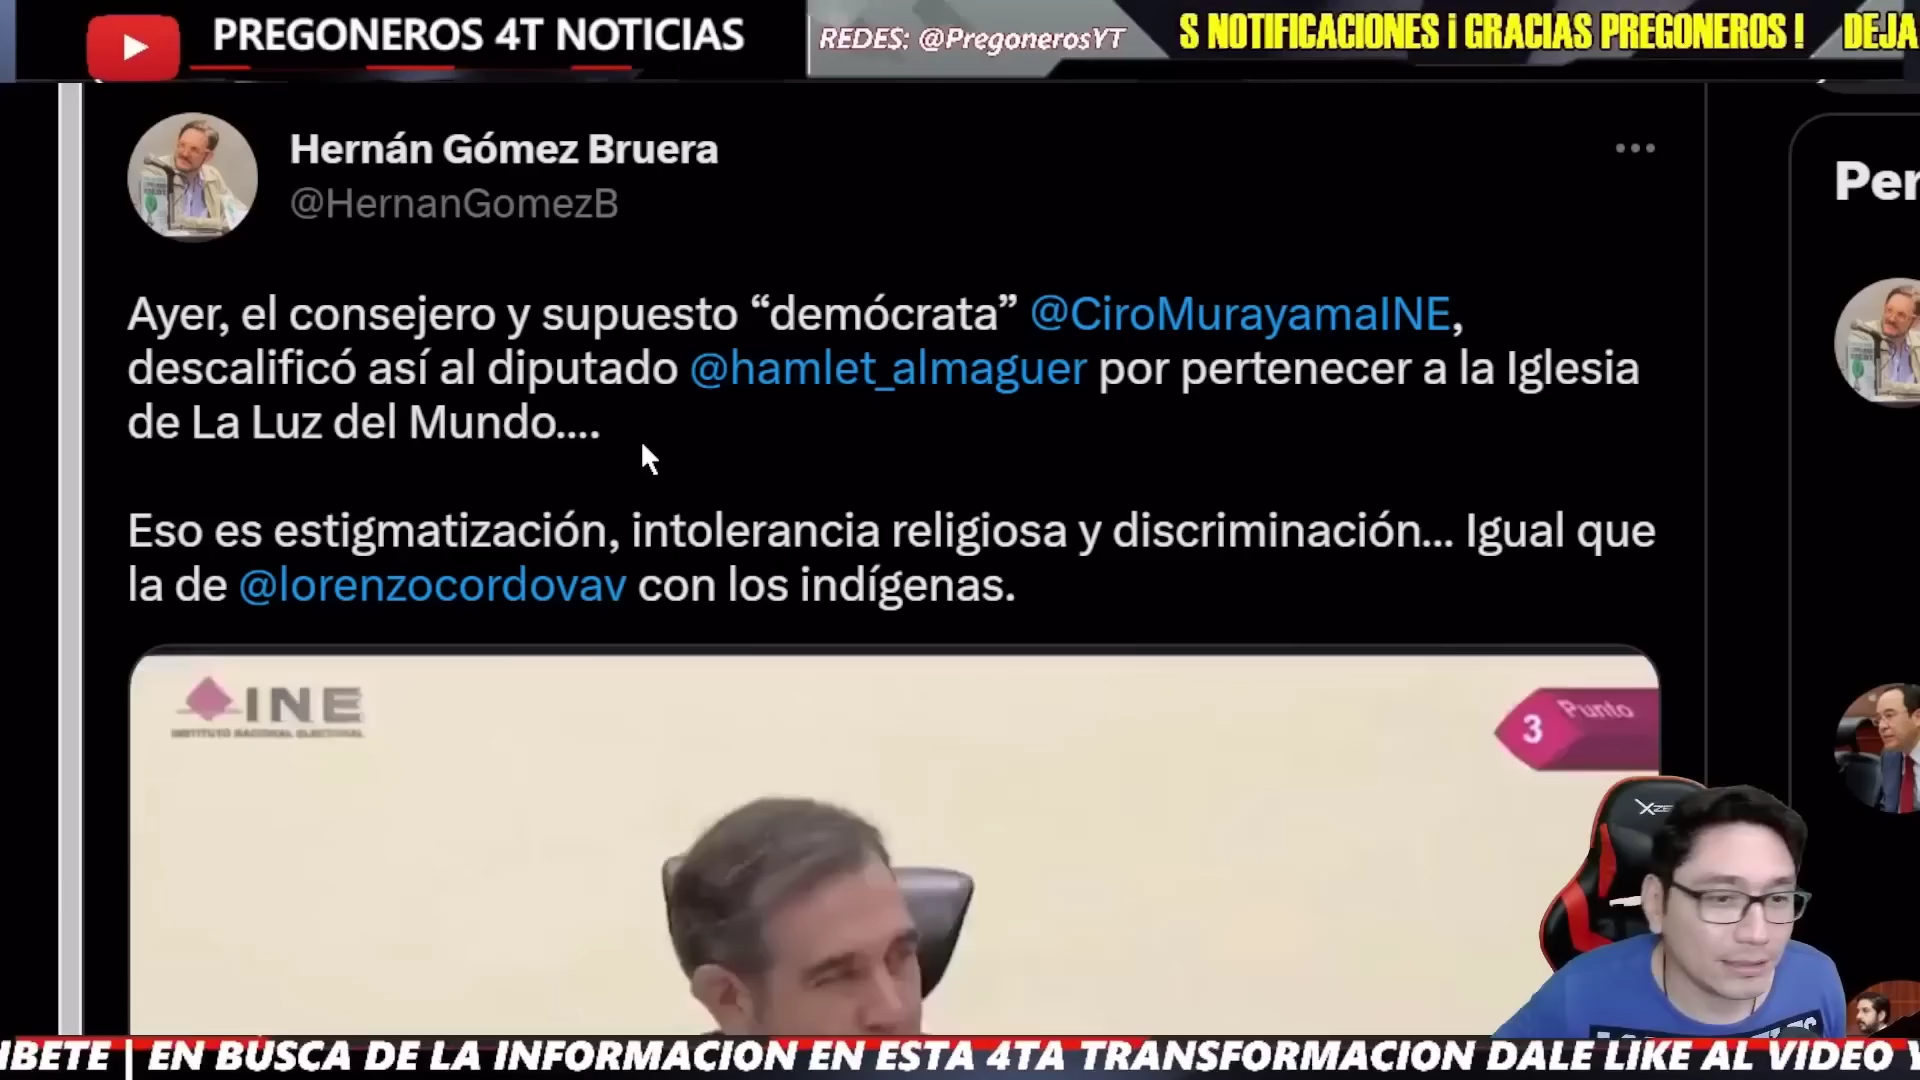 PREGONEROS 4T NOTICIAS
REDES: @PregonerosYT
S NOTIFICACIONES ¡ GRACIAS PREGONEROS ! DEJA
Hernán Gómez Bruera
@HernanGomezB
Ayer, el consejero y supuesto “demócrata” @CiroMurayamaINE,
descalificó así al diputado @hamlet_almaguer por pertenecer a la Iglesia
de La Luz del Mundo....
Eso es estigmatización, intolerancia religiosa y discriminación... Igual que
la de @lorenzocordovav con los indígenas.
Per
INE
INSTITUTO NACIONAL ELECTORAL
3 Punto
IBETE | EN BUSCA DE LA INFORMACION EN ESTA 4TA TRANSFORMACION DALE LIKE AL VIDEO Y